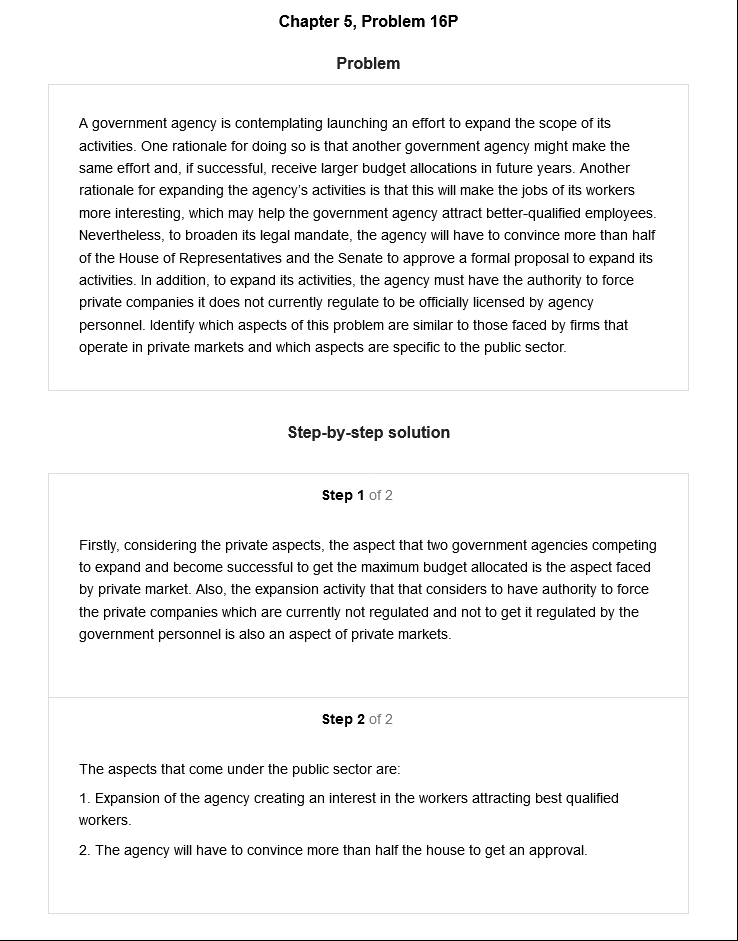 Chapter 5, Problem 16P
Problem
A government agency is contemplating launching an effort to expand the scope of its
activities. One rationale for doing so is that another government agency might make the
same effort and, if successful, receive larger budget allocations in future years. Another
rationale for expanding the agency's activities is that this will make the jobs of its workers
more interesting, which may help the government agency attract better-qualified employees.
Nevertheless, to broaden its legal mandate, the agency will have to convince more than half
of the House of Representatives and the Senate to approve a formal proposal to expand its
activities. In addition, to expand its activities, the agency must have the authority to force
private companies it does not currently regulate to be officially licensed by agency
personnel. Identify which aspects of this problem are similar to those faced by firms that
operate in private markets and which aspects are specific to the public sector.
Step-by-step solution
Step 1 of 2
Firstly, considering the private aspects, the aspect that two government agencies competing
to expand and become successful to get the maximum budget allocated is the aspect faced
by private market. Also, the expansion activity that that considers to have authority to force
the private companies which are currently not regulated and not to get it regulated by the
government personnel is also an aspect of private markets.
Step 2 of 2
The aspects that come under the public sector are:
1. Expansion of the agency creating an interest in the workers attracting best qualified
workers.
2. The agency will have to convince more than half the house to get an approval.